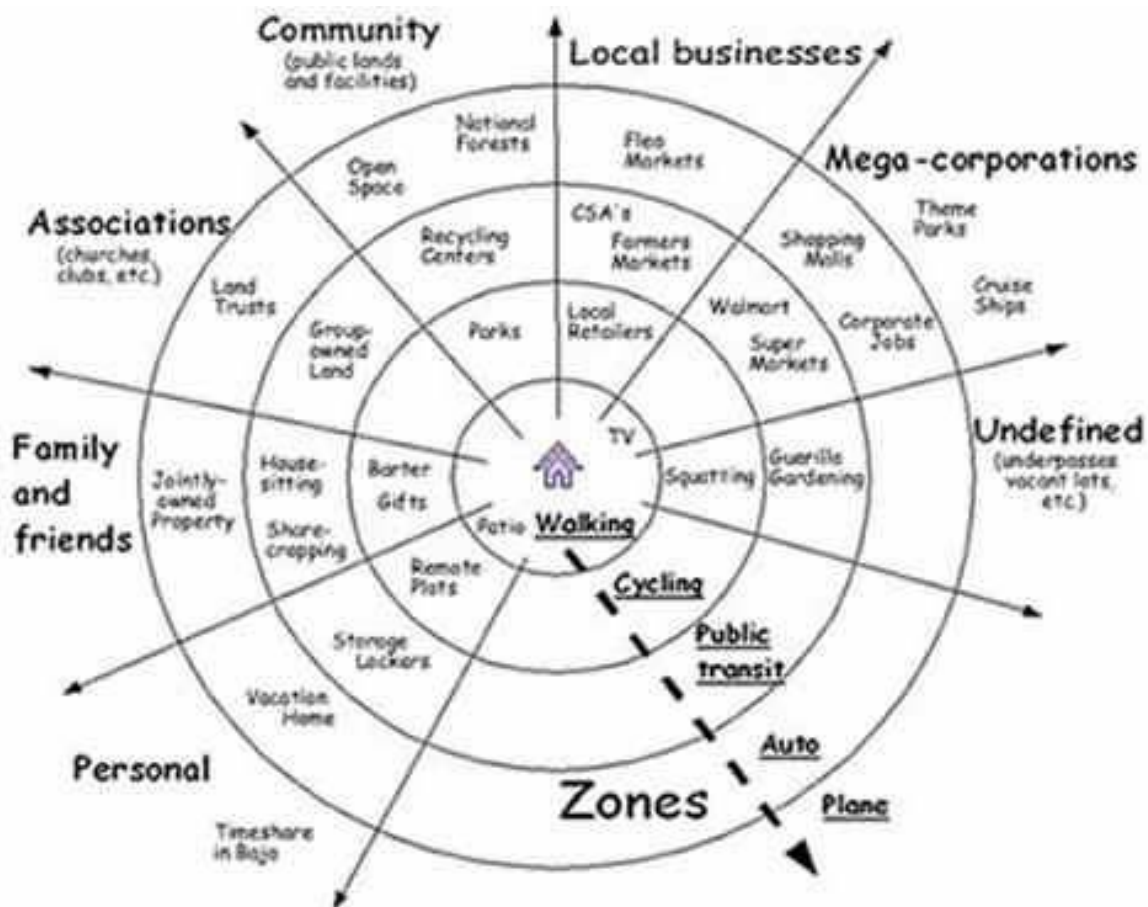 Community
(public lands
and facilities)
Local businesses
National
Forests
Flea
Markets
Open
Space
Mega-corporations
Associations
(churches,
clubs, etc.)
Theme
Parks
CSA's
Recycling
Centers
Farmers
Markets
Shopping
Malls
Land
Trusts
Cruise
Ships
Group-
owned
Land
Parks
Local
Retailers
Walmart
Corporate
Jobs
Super
Markets
Family
and
friends
TV
Undefined
(underpasses
vacant lots,
etc.)
Jointly-
owned
Property
House-
sitting
Barter
Gifts
Squatting
Guerilla
Gardening
Share-
cropping
Patio
Walking
Remote
Plots
Cycling
Storage
Lockers
Public
transit
Vacation
Home
Auto
Personal
Zones
Plane
Timeshare
in Baja